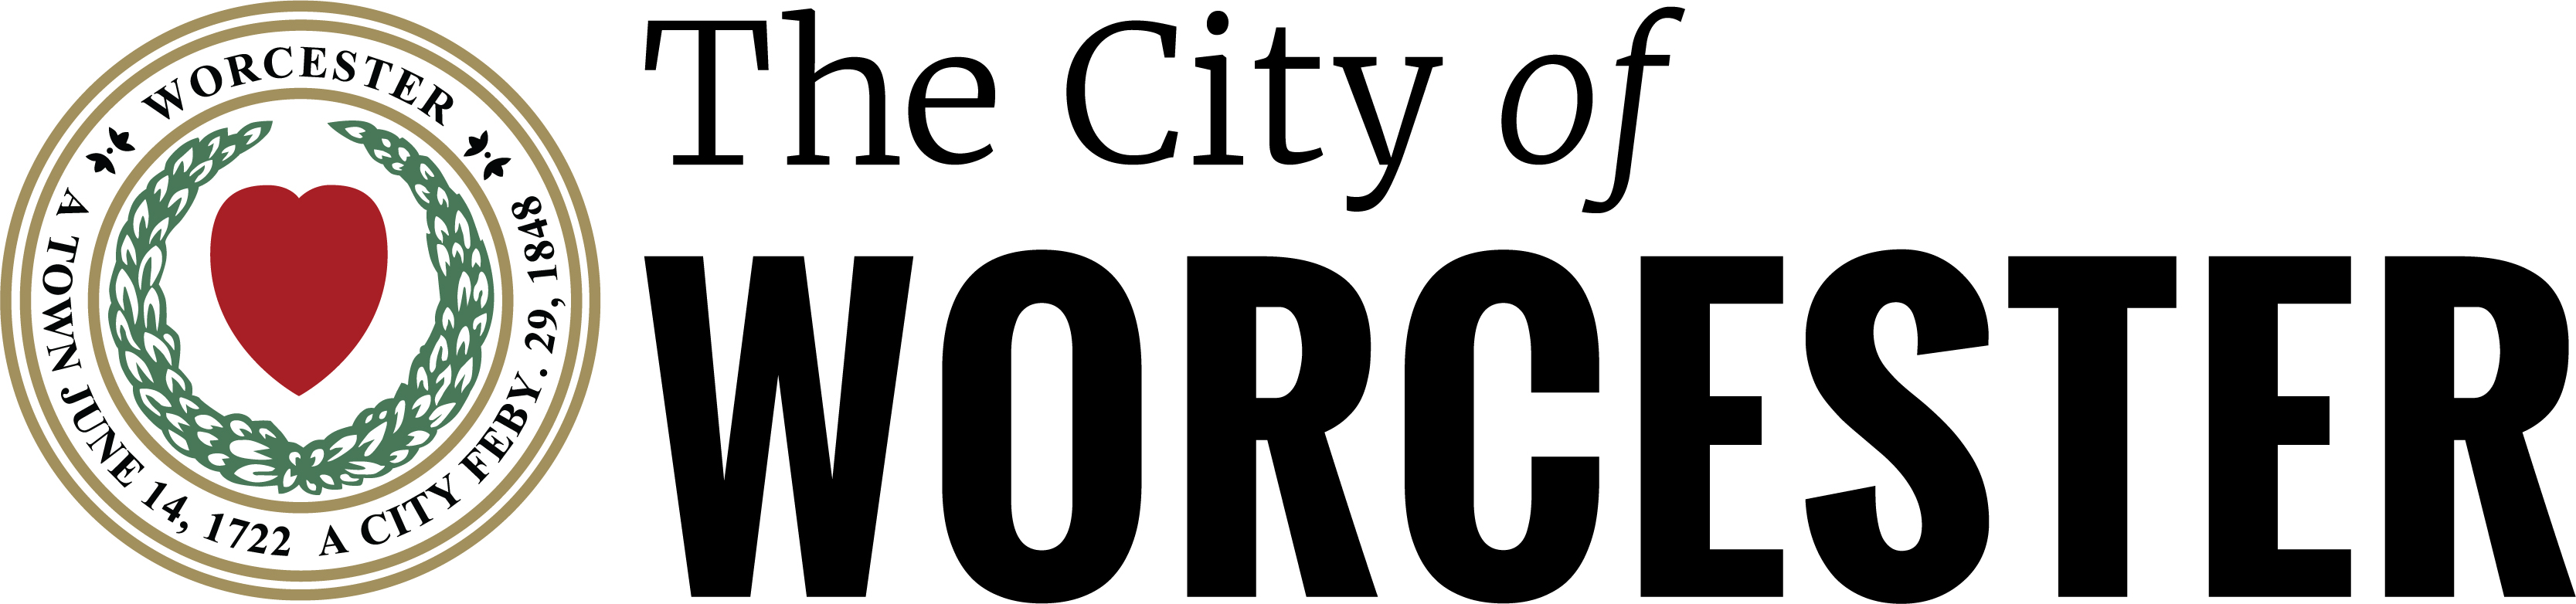 WORCESTER
A TOWN JUNE 14, 1722 A CITY FEBY. 29, 1848
The City of
WORCESTER